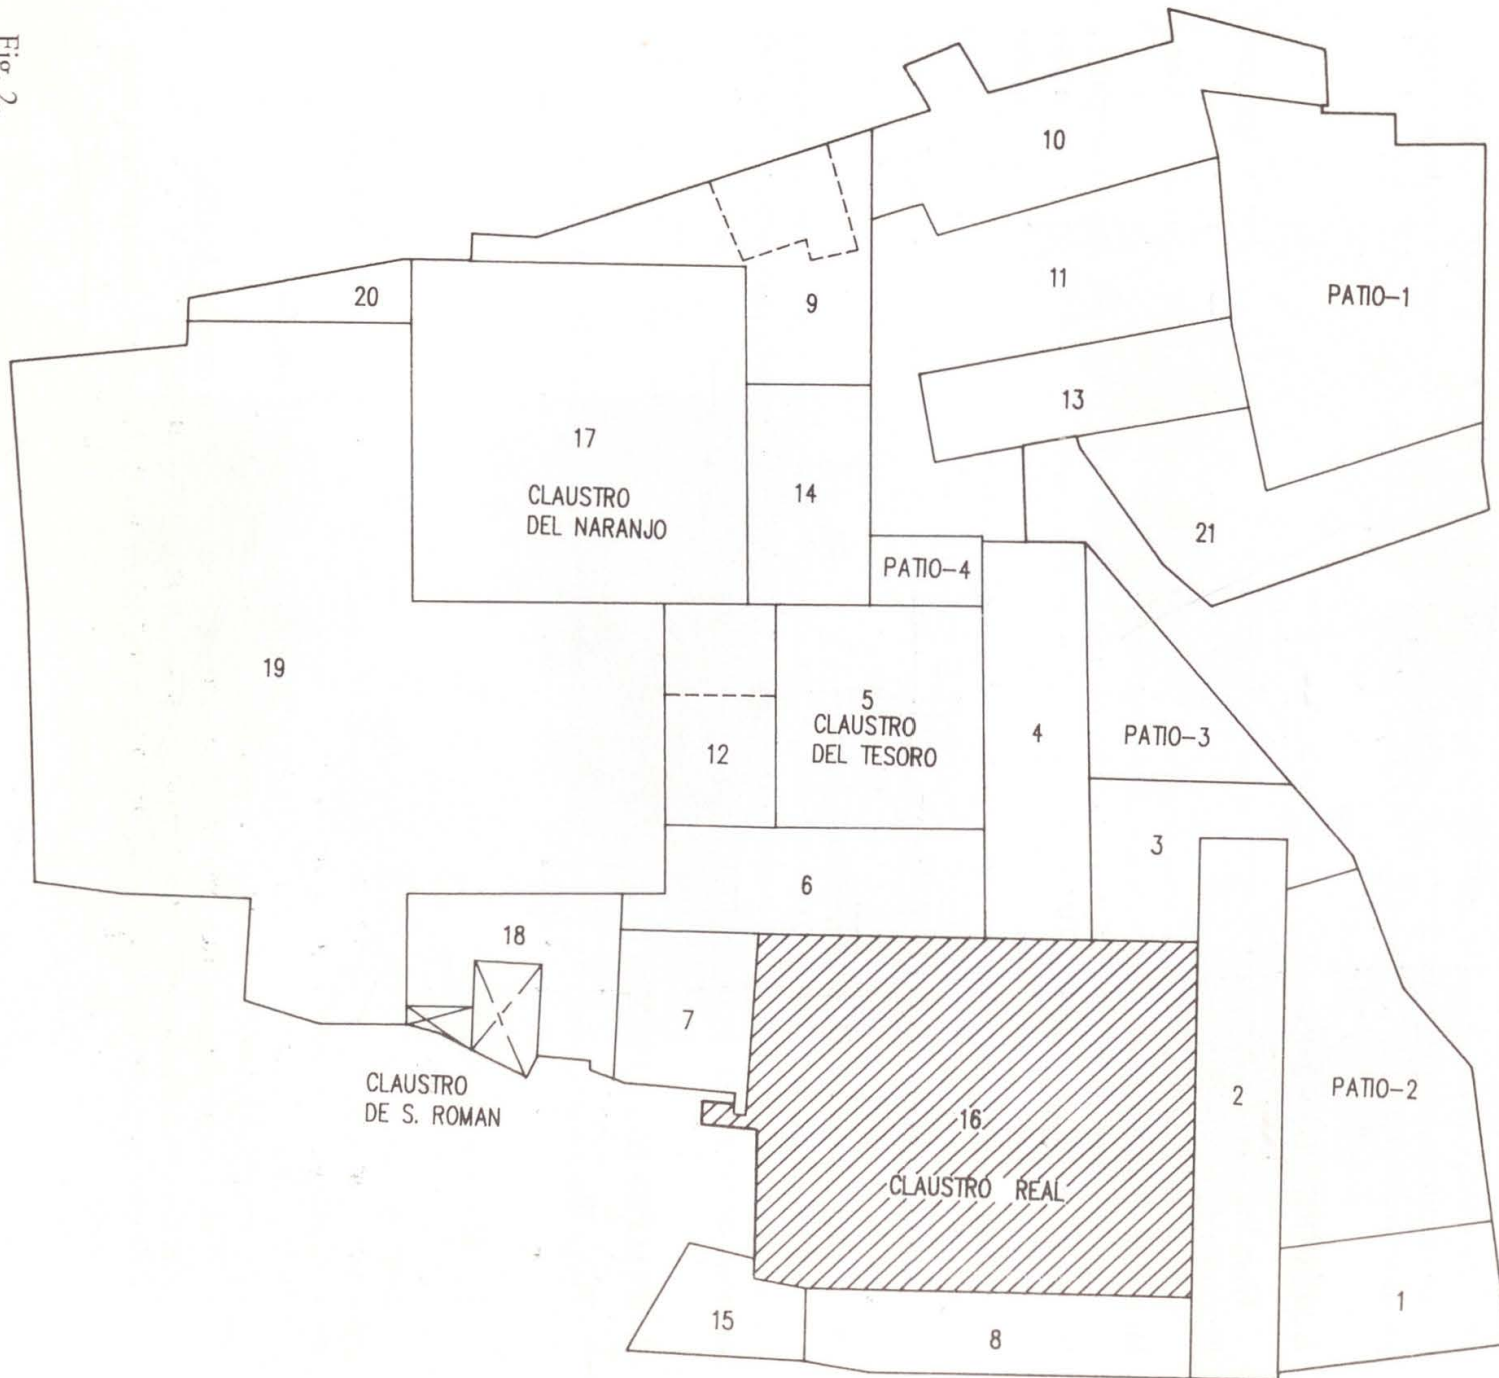 Fig. 2
10
11
PATIO-1
20
9
13
17
CLAUSTRO
DEL NARANJO
14
21
PATIO-4
19
5
CLAUSTRO
DEL TESORO
4
PATIO-3
12
3
6
18
7
CLAUSTRO
DE S. ROMAN
16
CLAUSTRO REAL
2
PATIO-2
15
8
1